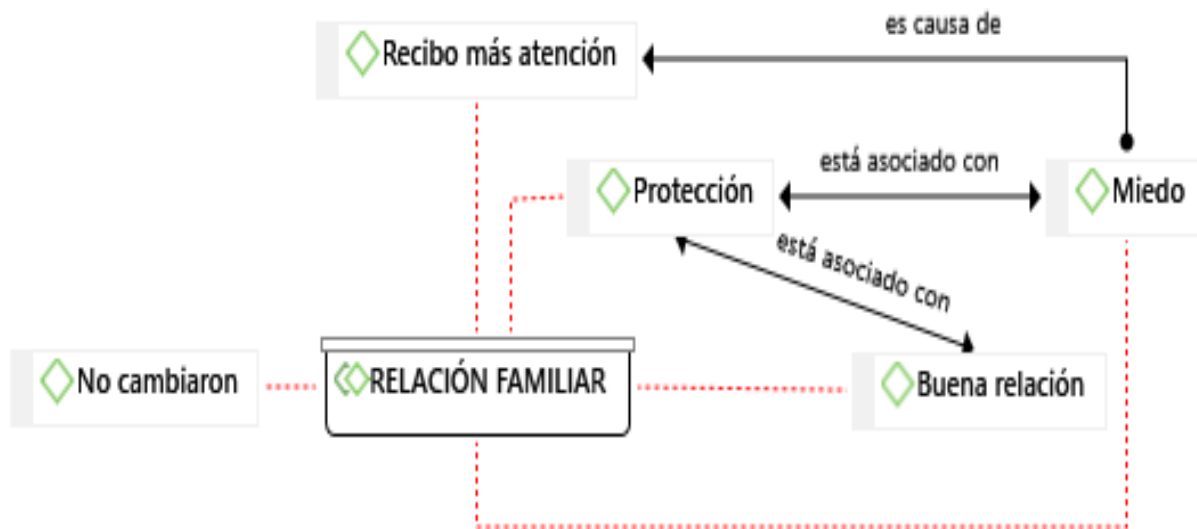 es causa de
Recibo más atención
está asociado con
Protección
Miedo
está asociado con
No cambiaron
RELACIÓN FAMILIAR
Buena relación